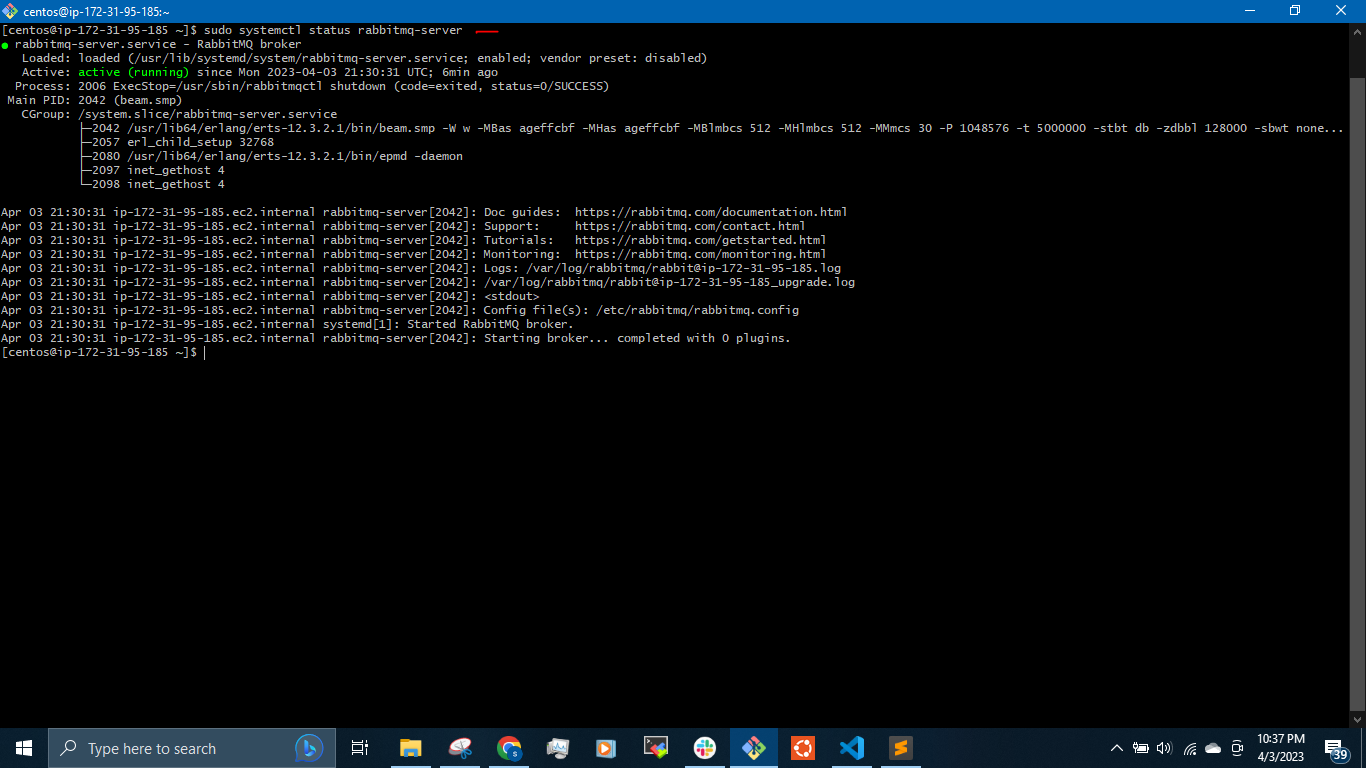 centos@ip-172-31-95-185:~
[centos@ip-172-31-95-185 ~]$ sudo systemctl status rabbitmq-server
● rabbitmq-server.service - RabbitMQ broker
Loaded: loaded (/usr/lib/systemd/system/rabbitmq-server.service; enabled; vendor preset: disabled)
Active: active (running) since Mon 2023-04-03 21:30:31 UTC; 6min ago
Process: 2006 ExecStop=/usr/sbin/rabbitmqctl shutdown (code=exited, status=0/SUCCESS)
Main PID: 2042 (beam.smp)
CGroup: /system.slice/rabbitmq-server.service
├─2042 /usr/lib64/erlang/erts-12.3.2.1/bin/beam.smp -W w -MBas ageffcbf -MHas ageffcbf -MBlmbcs 512 -MHlmbcs 512 -MMmcs 30 -P 1048576 -t 5000000 -stbt db -zdbbl 128000 -sbwt none...
├─2057 erl_child_setup 32768
├─2080 /usr/lib64/erlang/erts-12.3.2.1/bin/epmd -daemon
├─2097 inet_gethost 4
└─2098 inet_gethost 4
Apr 03 21:30:31 ip-172-31-95-185.ec2.internal rabbitmq-server[2042]: Doc guides:  https://rabbitmq.com/documentation.html
Apr 03 21:30:31 ip-172-31-95-185.ec2.internal rabbitmq-server[2042]: Support:     https://rabbitmq.com/contact.html
Apr 03 21:30:31 ip-172-31-95-185.ec2.internal rabbitmq-server[2042]: Tutorials:   https://rabbitmq.com/getstarted.html
Apr 03 21:30:31 ip-172-31-95-185.ec2.internal rabbitmq-server[2042]: Monitoring:  https://rabbitmq.com/monitoring.html
Apr 03 21:30:31 ip-172-31-95-185.ec2.internal rabbitmq-server[2042]: Logs: /var/log/rabbitmq/rabbit@ip-172-31-95-185.log
Apr 03 21:30:31 ip-172-31-95-185.ec2.internal rabbitmq-server[2042]: /var/log/rabbitmq/rabbit@ip-172-31-95-185_upgrade.log
Apr 03 21:30:31 ip-172-31-95-185.ec2.internal rabbitmq-server[2042]: <stdout>
Apr 03 21:30:31 ip-172-31-95-185.ec2.internal rabbitmq-server[2042]: Config file(s): /etc/rabbitmq/rabbitmq.config
Apr 03 21:30:31 ip-172-31-95-185.ec2.internal systemd[1]: Started RabbitMQ broker.
Apr 03 21:30:31 ip-172-31-95-185.ec2.internal rabbitmq-server[2042]: Starting broker... completed with 0 plugins.
[centos@ip-172-31-95-185 ~]$
Type here to search
10:37 PM
4/3/2023
39